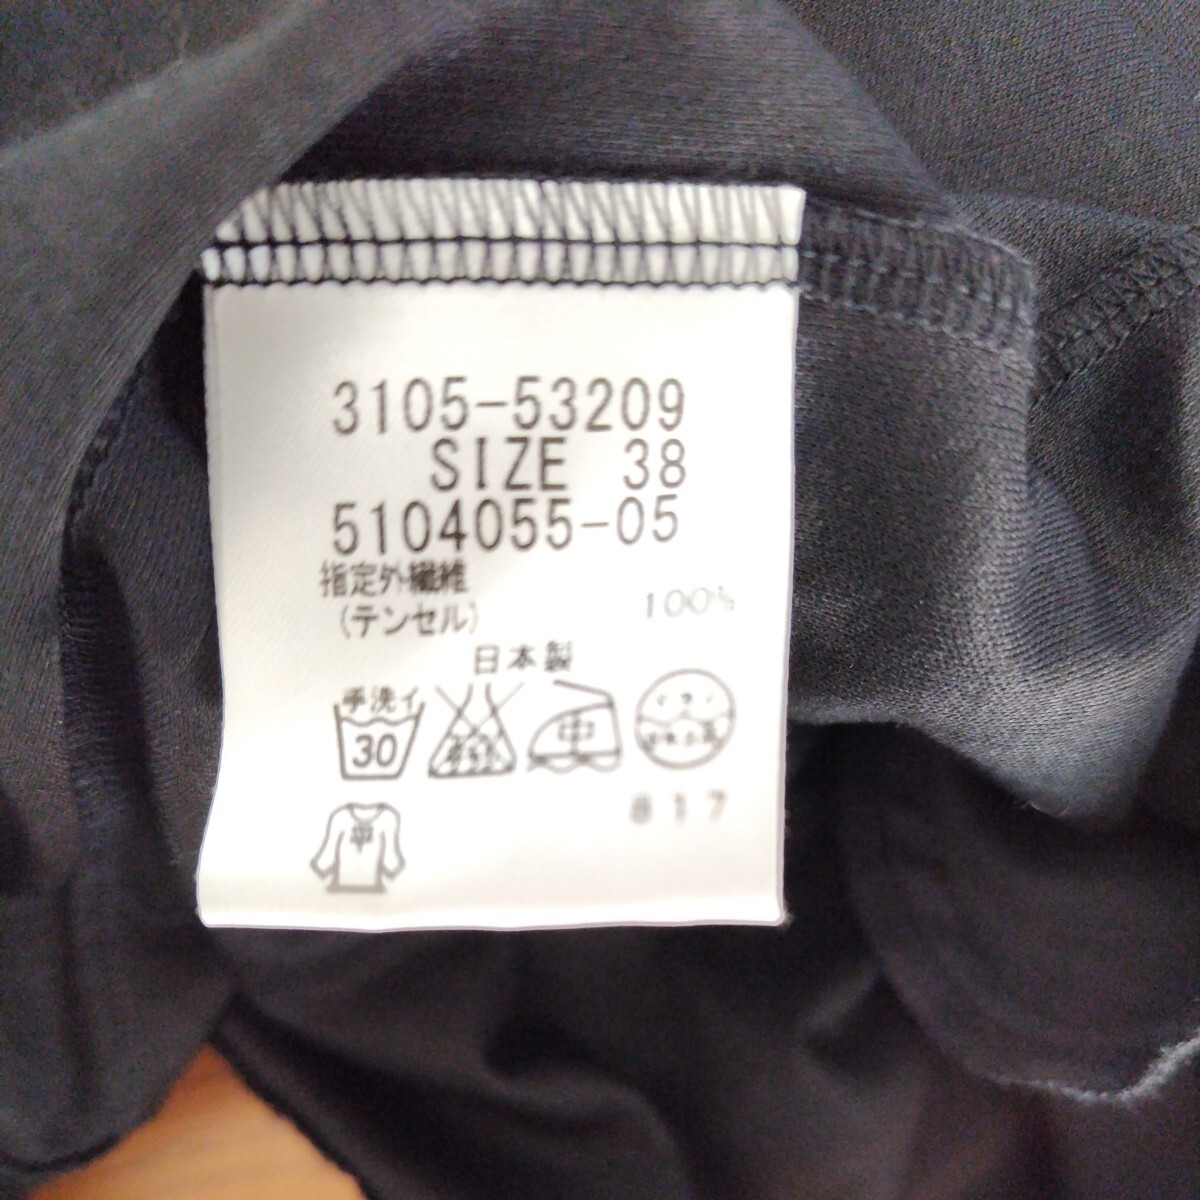 3105-53209
SIZE 38
5104055-05
指定外繊維
(テンセル) 100%
日本製
手洗イ
30
中
平
817